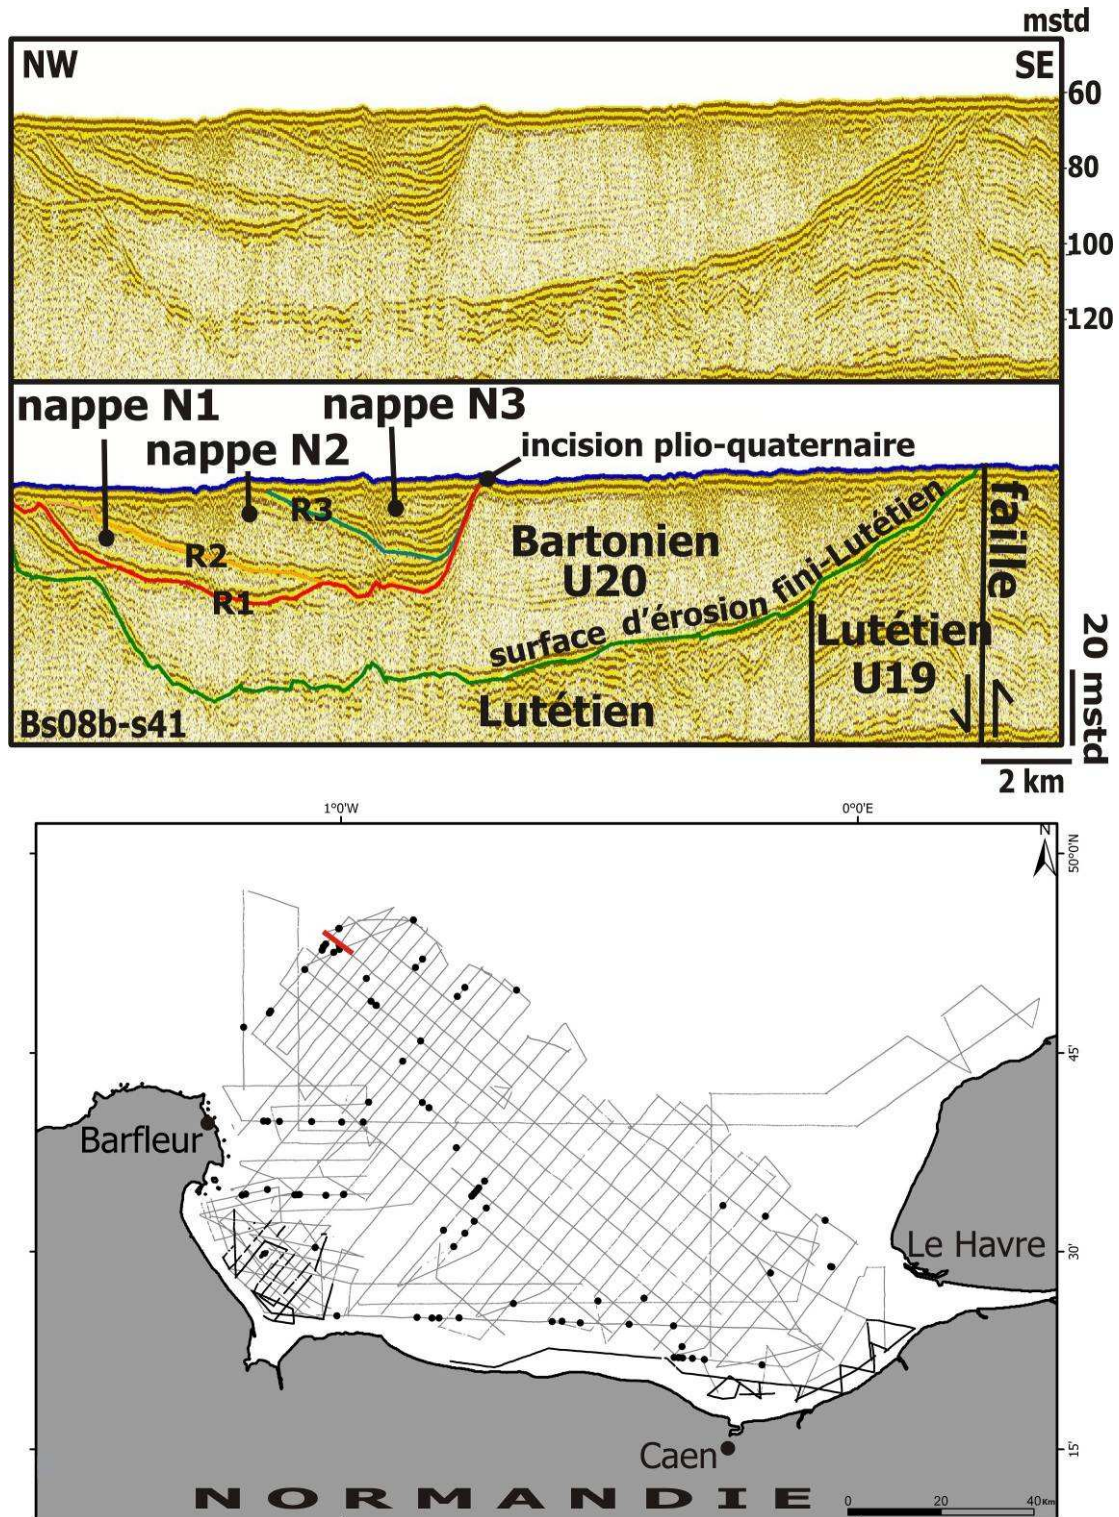 mstd
NW
SE
60
80
100
120
nappe N1
nappe N3
nappe N2
incision plio-quaternaire
R3
R2
R1
Bartonien
U20
surface d'érosion fini-Lutétien
faille
Lutétien
U19
Lutétien
Bs08b-s41
20 mstd
2 km
1°0'W
0°0'E
N
50°0'N
45'
Barfleur
30'
Le Havre
Caen
15'
NORMANDIE
0 20 40 Km